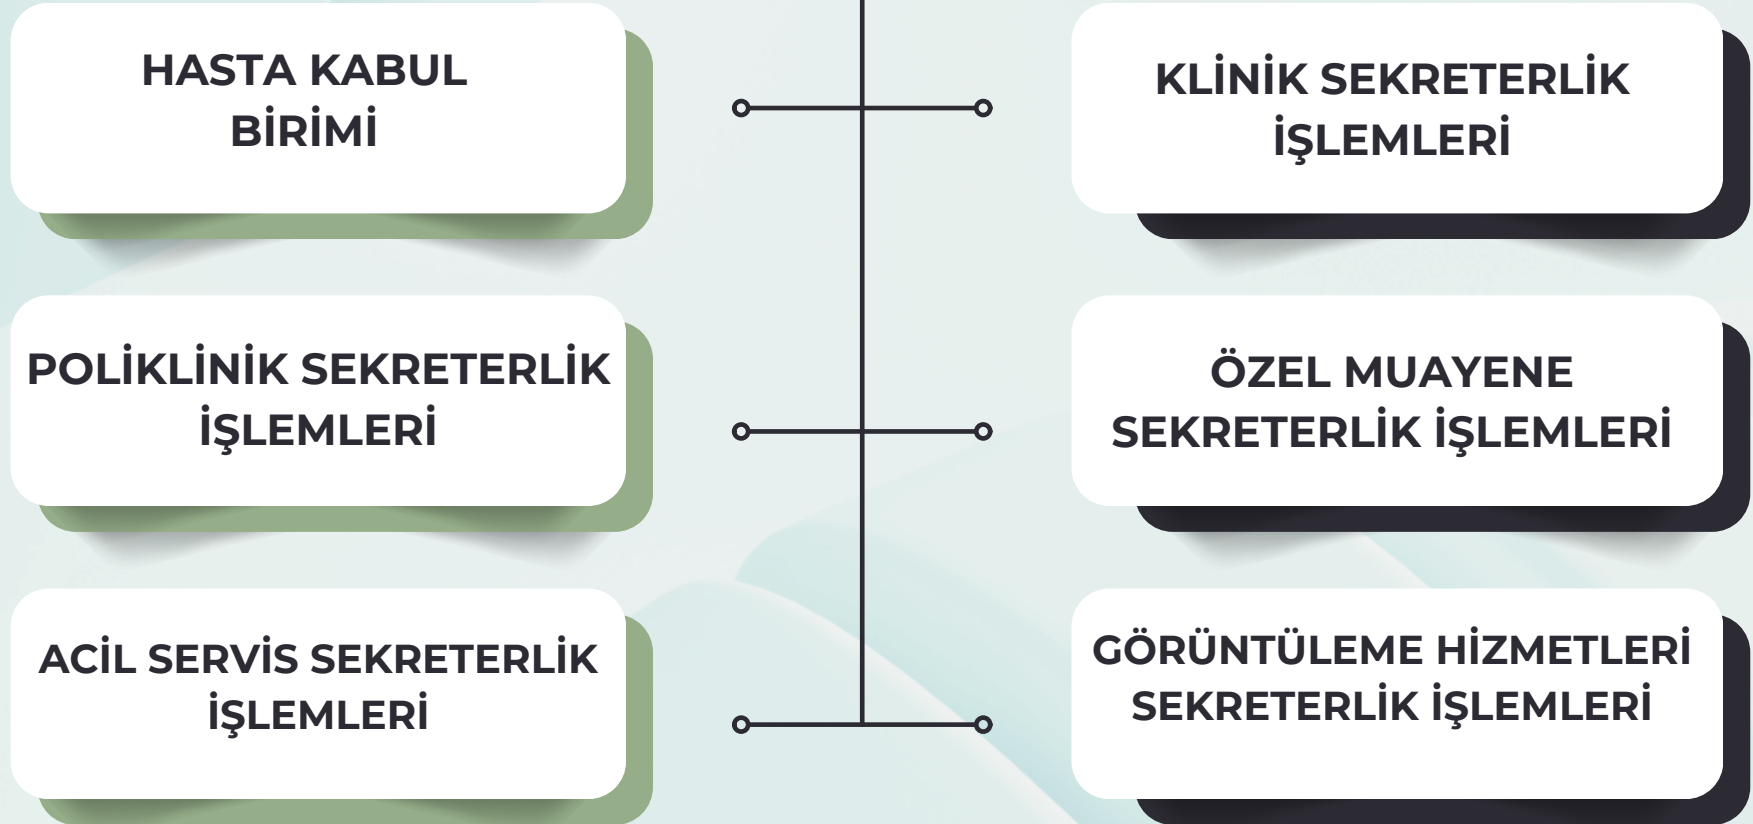 HASTA KABUL
BİRİMİ
KLİNİK SEKRETERLİK
İŞLEMLERİ
POLİKLİNİK SEKRETERLİK
İŞLEMLERİ
ÖZEL MUAYENE
SEKRETERLİK İŞLEMLERİ
ACİL SERVİS SEKRETERLİK
İŞLEMLERİ
GÖRÜNTÜLEME HİZMETLERİ
SEKRETERLİK İŞLEMLERİ